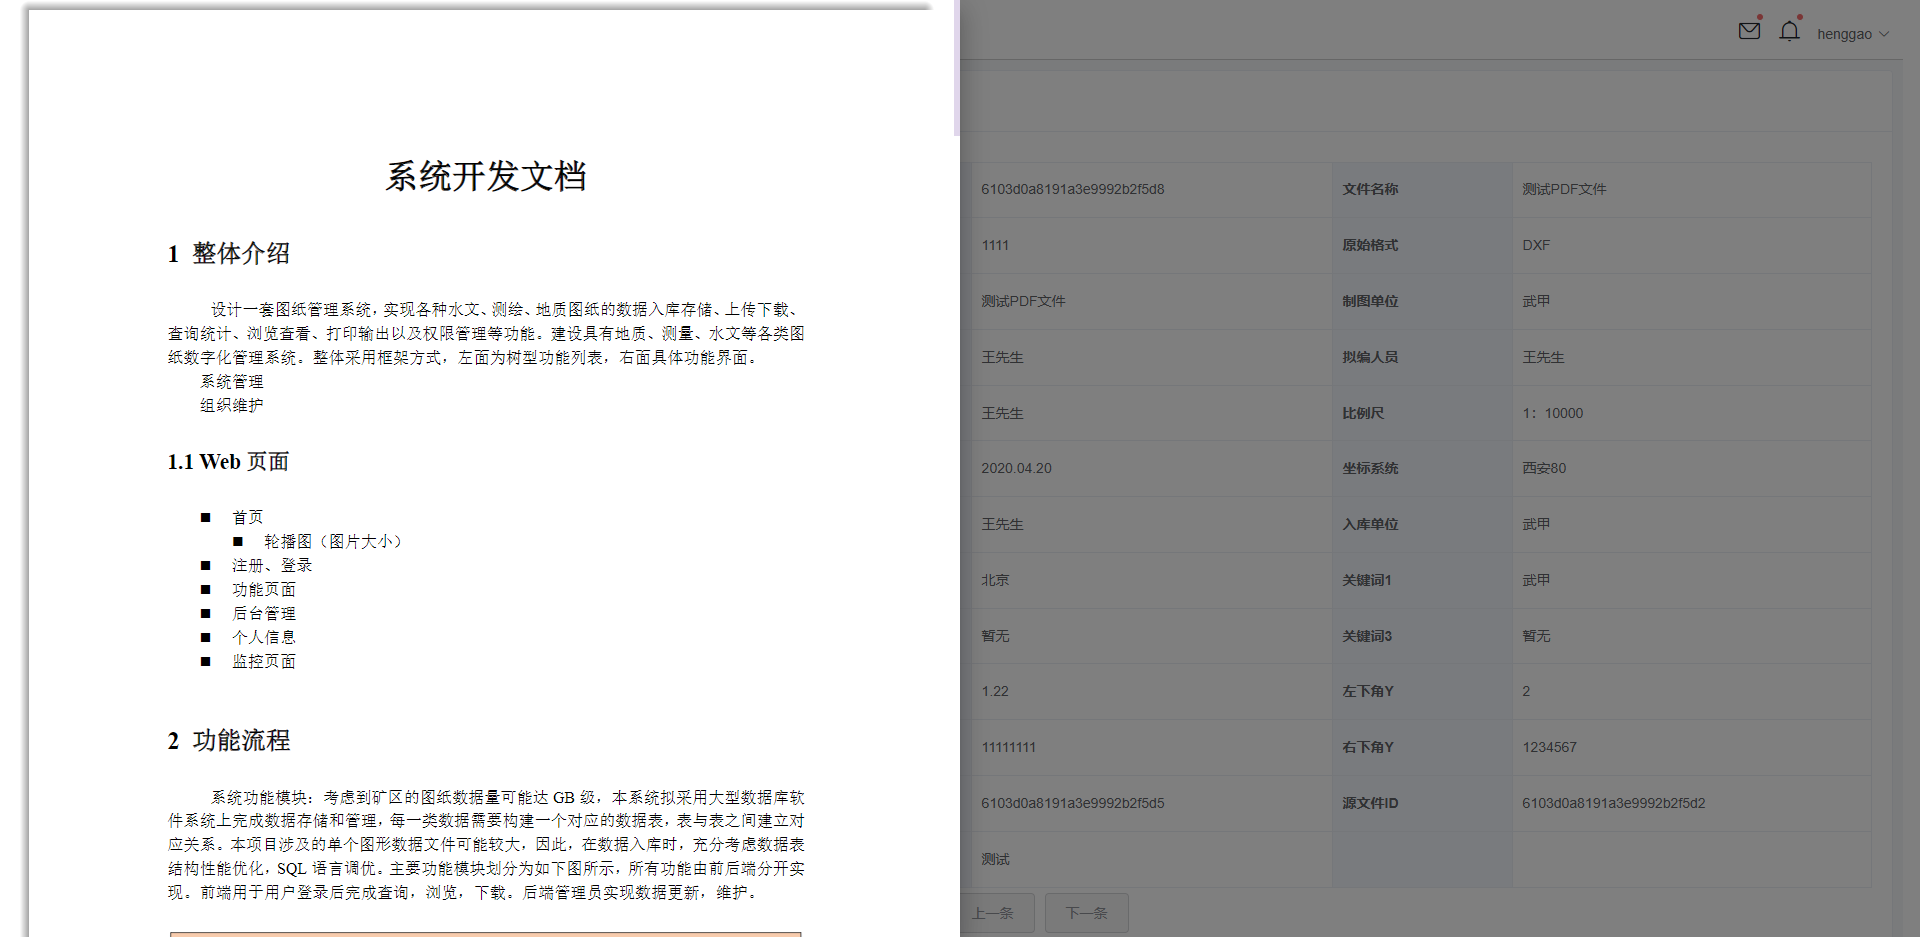 系统开发文档
1 整体介绍
设计一套图纸管理系统，实现各种水文、测绘、地质图纸的数据入库存储、上传下载、
查询统计、浏览查看、打印输出以及权限管理等功能。建设具有地质、测量、水文等各类图
纸数字化管理系统。整体采用框架方式，左面为树型功能列表，右面具体功能界面。
系统管理
组织维护
1.1 Web 页面
■ 首页
■ 轮播图（图片大小）
■ 注册、登录
■ 功能页面
■ 后台管理
■ 个人信息
■ 监控页面
2 功能流程
系统功能模块：考虑到矿区的图纸数据量可能达 GB 级，本系统拟采用大型数据库软
件系统上完成数据存储和管理，每一类数据需要构建一个对应的数据表，表与表之间建立对
应关系。本项目涉及的单个图形数据文件可能较大，因此，在数据入库时，充分考虑数据表
结构性能优化，SQL 语言调优。主要功能模块划分为如下图所示，所有功能由前后端分开实
现。前端用于用户登录后完成查询，浏览，下载。后端管理员实现数据更新，维护。
henggao
6103d0a8191a3e9992b2f5d8 文件名称 测试PDF文件
1111 原始格式 DXF
测试PDF文件 制图单位 武甲
王先生 拟编人员 王先生
王先生 比例尺 1：10000
2020.04.20 坐标系统 西安80
王先生 入库单位 武甲
北京 关键词1 武甲
暂无 关键词3 暂无
1.22 左下角Y 2
11111111 右下角Y 1234567
6103d0a8191a3e9992b2f5d5 源文件ID 6103d0a8191a3e9992b2f5d2
测试
上一条 下一条